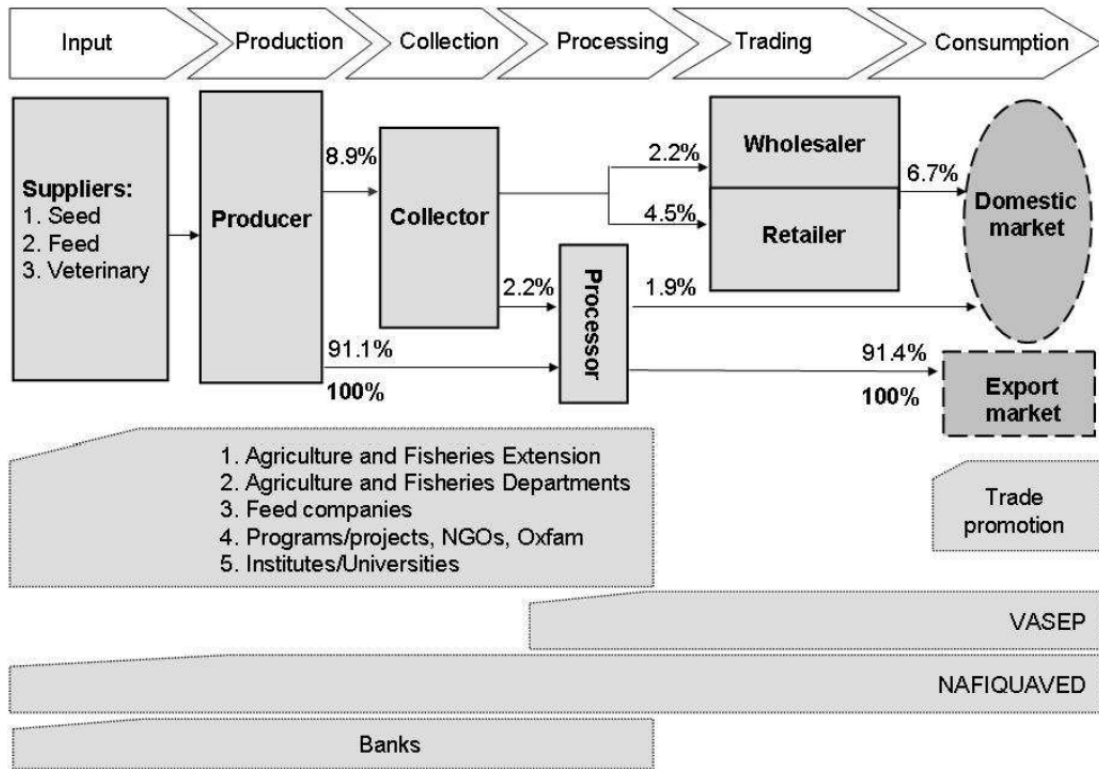 Input
Production
Collection
Processing
Trading
Consumption
Suppliers:
1. Seed
2. Feed
3. Veterinary
Producer
8.9%
Collector
2.2%
4.5%
Wholesaler
Retailer
6.7%
Domestic
market
2.2%
Processor
1.9%
91.1%
100%
91.4%
100%
Export
market
1. Agriculture and Fisheries Extension
2. Agriculture and Fisheries Departments
3. Feed companies
4. Programs/projects, NGOs, Oxfam
5. Institutes/Universities
Trade
promotion
VASEP
NAFIQUAVED
Banks